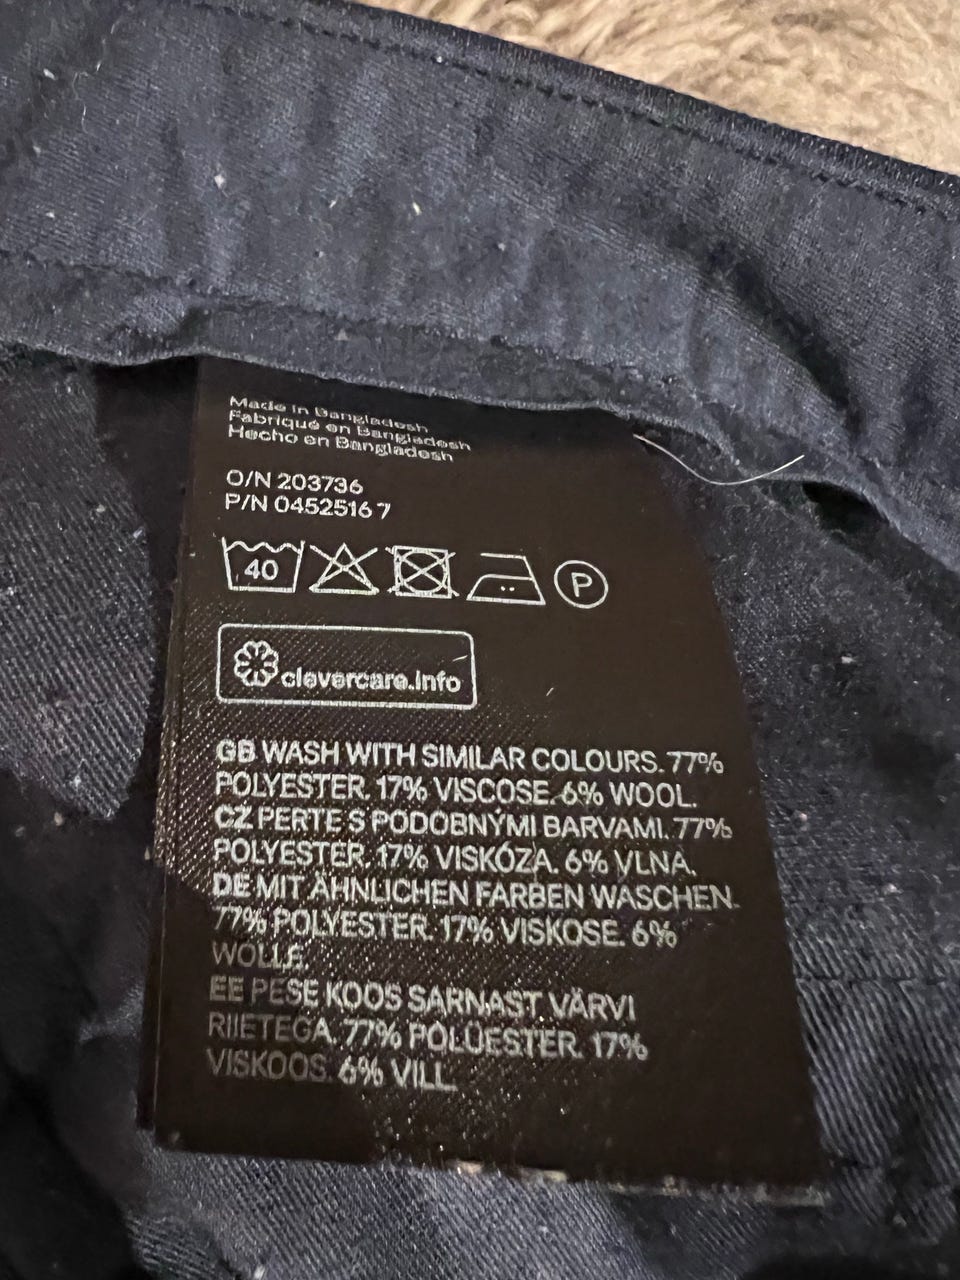 Made in Bangladesh
Fabriqué en Bangladesh
Hecho en Bangladesh
O/N 203736
P/N 0452516 7
40
P
clevercare.info
GB WASH WITH SIMILAR COLOURS. 77%
POLYESTER. 17% VISCOSE. 6% WOOL.
CZ PERTE S PODOBNÝMI BARVAMI. 77%
POLYESTER. 17% VISKÓZA. 6% VLNA.
DE MIT ÄHNLICHEN FARBEN WASCHEN.
77% POLYESTER. 17% VISKOSE. 6%
WOLLE.
EE PESE KOOS SARNAST VÄRVI
RIIETEGA. 77% POLÜESTER. 17%
VISKOOS. 6% VILL.